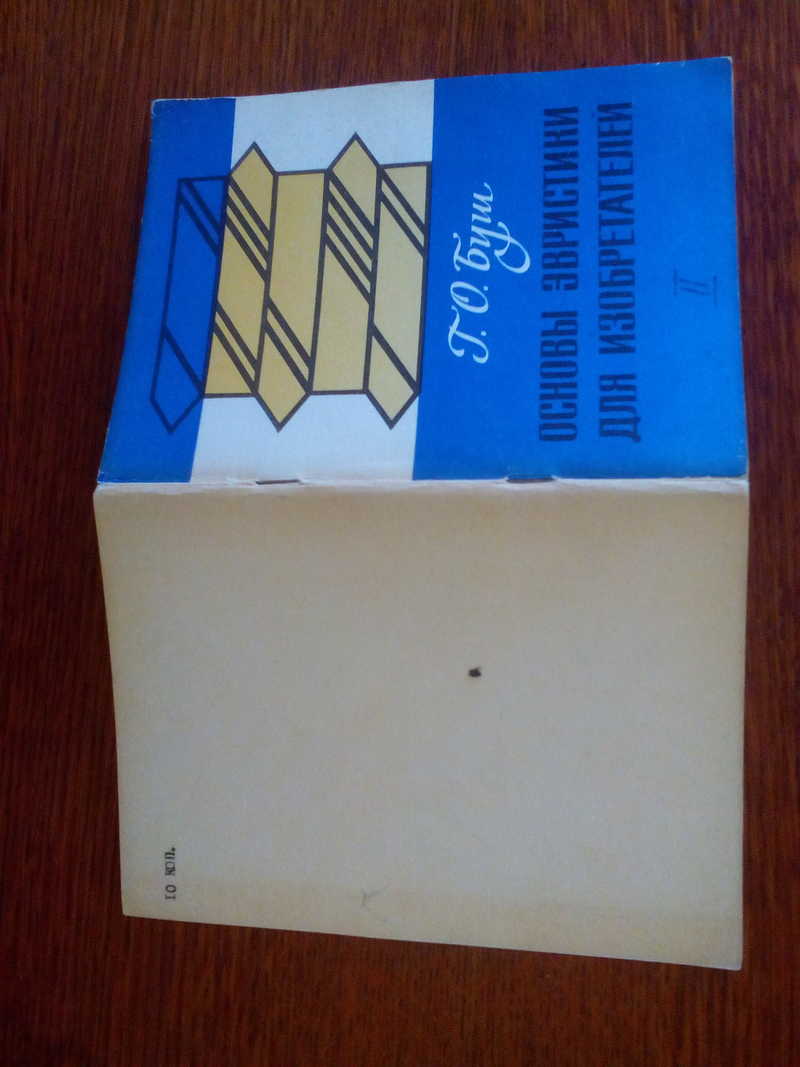 Г. О. Буш
ОСНОВЫ ЭВРИСТИКИ
ДЛЯ ИЗОБРЕТАТЕЛЕЙ
II
10 коп.